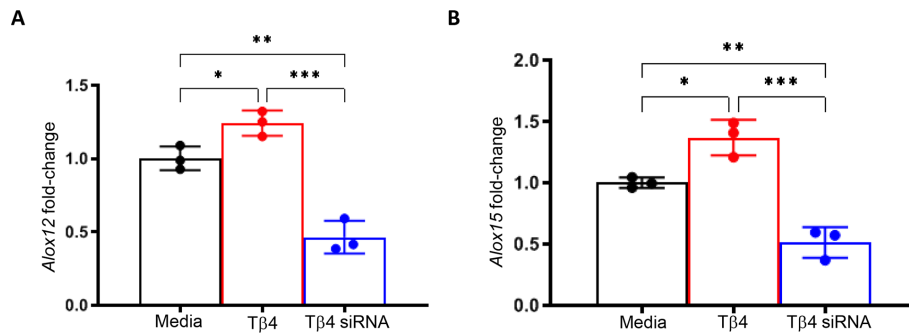 A
**
*
***
1.5
1.0
0.5
0.0
Alox12 fold-change
Media
Tβ4
Tβ4 siRNA
B
**
*
***
2.0
1.5
1.0
0.5
0.0
Alox15 fold-change
Media
Tβ4
Tβ4 siRNA